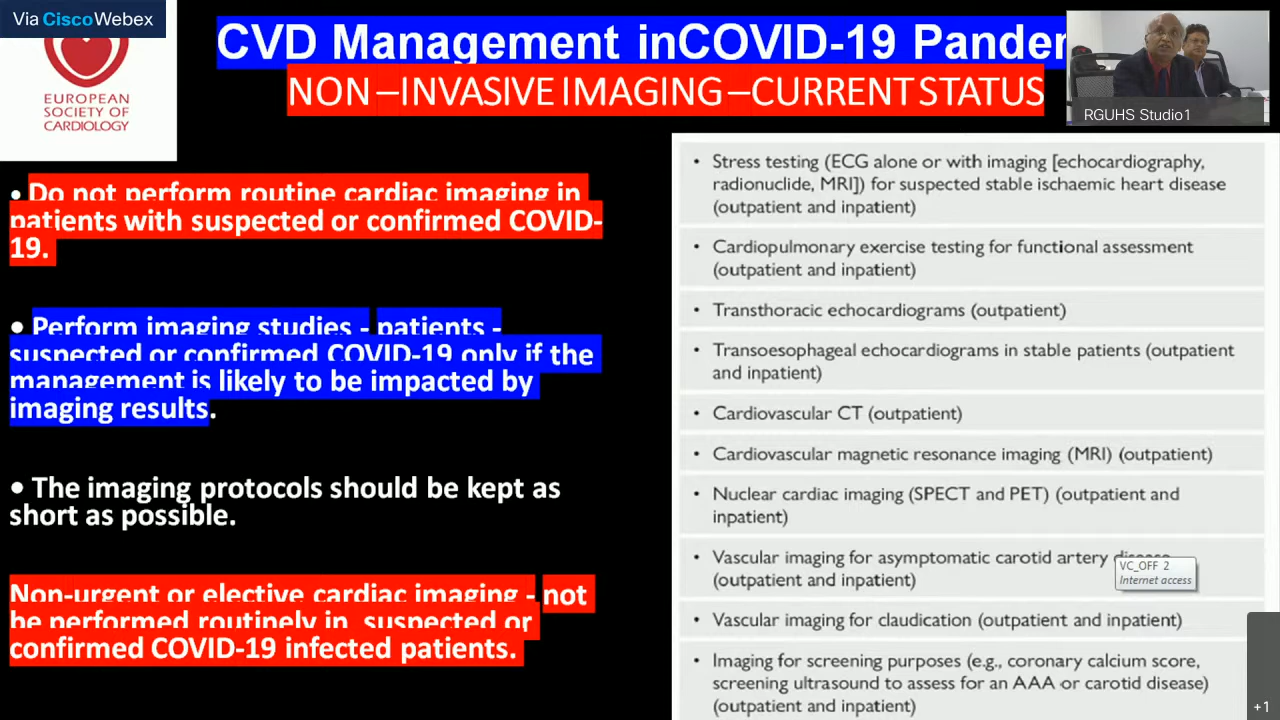 Via CiscoWebex
EUROPEAN
SOCIETY OF
CARDIOLOGY
CVD Management inCOVID-19 Pandem
NON –INVASIVE IMAGING –CURRENT STATUS
RGUHS Studio1
• Do not perform routine cardiac imaging in
patients with suspected or confirmed COVID-
19.
• Perform imaging studies - patients -
suspected or confirmed COVID-19 only if the
management is likely to be impacted by
imaging results.
• The imaging protocols should be kept as
short as possible.
Non-urgent or elective cardiac imaging - not
be performed routinely in suspected or
confirmed COVID-19 infected patients.
• Stress testing (ECG alone or with imaging [echocardiography,
radionuclide, MRI]) for suspected stable ischaemic heart disease
(outpatient and inpatient)
• Cardiopulmonary exercise testing for functional assessment
(outpatient and inpatient)
• Transthoracic echocardiograms (outpatient)
• Transoesophageal echocardiograms in stable patients (outpatient
and inpatient)
• Cardiovascular CT (outpatient)
• Cardiovascular magnetic resonance imaging (MRI) (outpatient)
• Nuclear cardiac imaging (SPECT and PET) (outpatient and
inpatient)
• Vascular imaging for asymptomatic carotid artery disease
(outpatient and inpatient)
VC_OFF 2
Internet access
• Vascular imaging for claudication (outpatient and inpatient)
• Imaging for screening purposes (e.g., coronary calcium score,
screening ultrasound to assess for an AAA or carotid disease)
(outpatient and inpatient)
+1